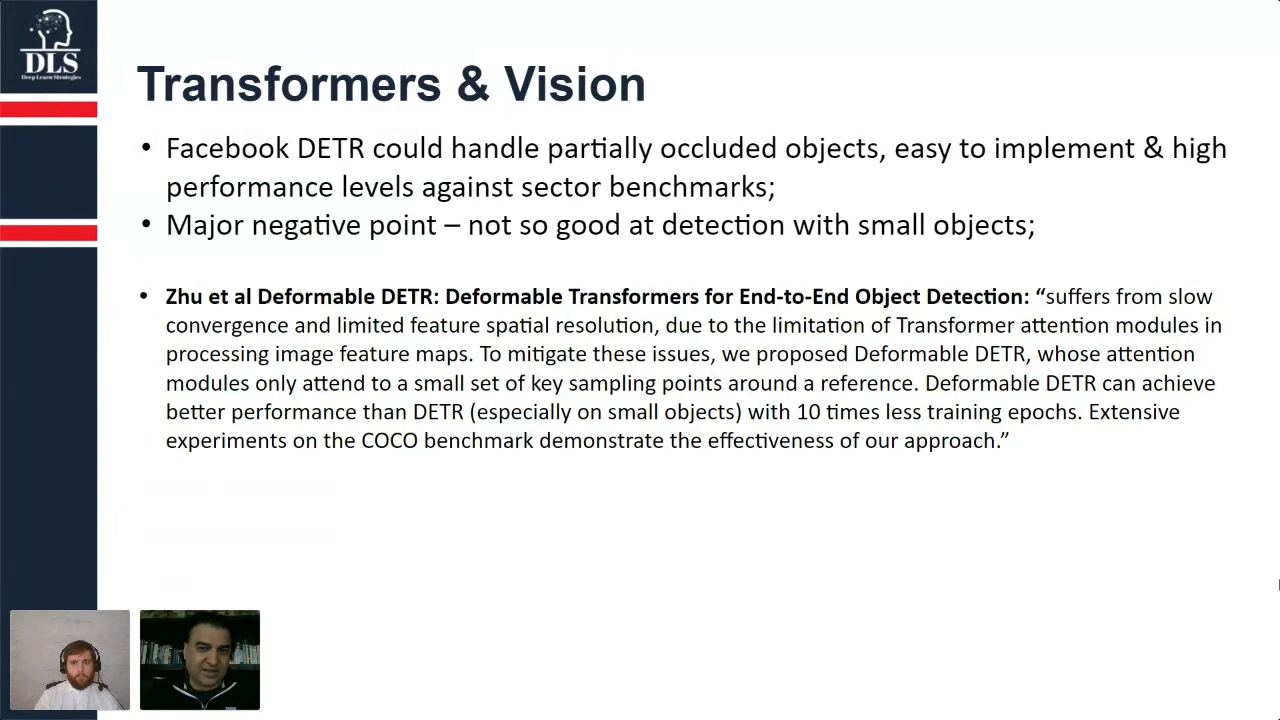 DLS
Deep Learn Strategies
Transformers & Vision
• Facebook DETR could handle partially occluded objects, easy to implement & high
performance levels against sector benchmarks;
• Major negative point – not so good at detection with small objects;
• Zhu et al Deformable DETR: Deformable Transformers for End-to-End Object Detection: “suffers from slow
convergence and limited feature spatial resolution, due to the limitation of Transformer attention modules in
processing image feature maps. To mitigate these issues, we proposed Deformable DETR, whose attention
modules only attend to a small set of key sampling points around a reference. Deformable DETR can achieve
better performance than DETR (especially on small objects) with 10 times less training epochs. Extensive
experiments on the COCO benchmark demonstrate the effectiveness of our approach.”